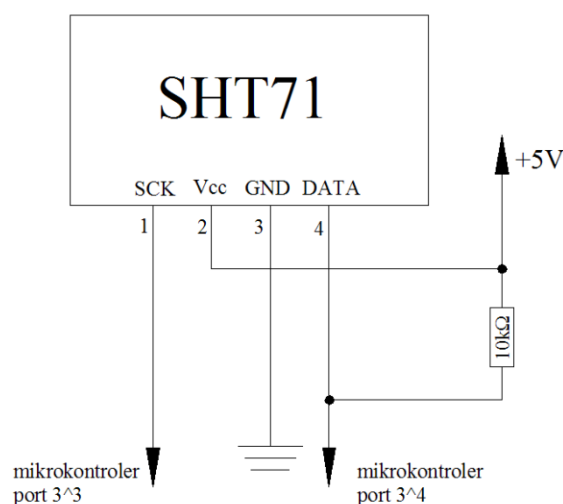 SHT71
+5V
SCK Vcc GND DATA
1 2 3 4
10kΩ
mikrokontroler
port 3^3
mikrokontroler
port 3^4